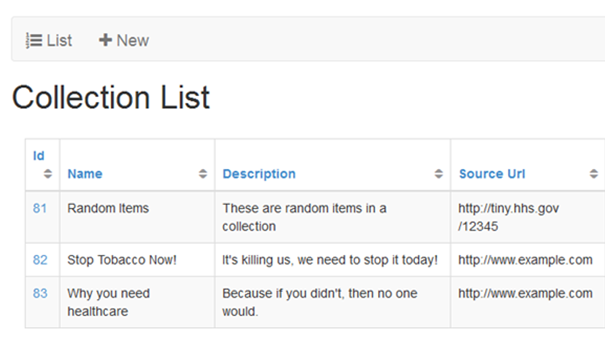 List New
Collection List
Id Name Description Source Url
81 Random Items These are random items in a http://tiny.hhs.gov
collection /12345
82 Stop Tobacco Now! It's killing us, we need to stop it today! http://www.example.com
83 Why you need Because if you didn't, then no one http://www.example.com
healthcare would.